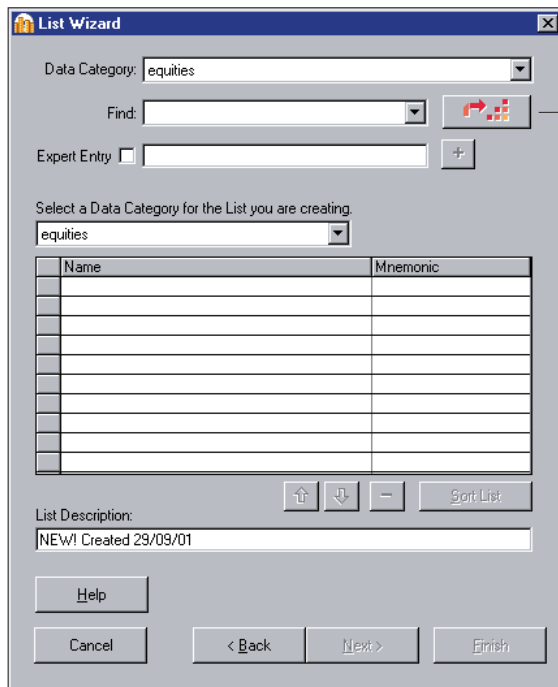 List Wizard
Data Category: equities
Find:
Expert Entry
+
Select a Data Category for the List you are creating.
equities
Name Mnemonic
Sort List
List Description:
NEW! Created 29/09/01
Help
Cancel < Back Next > Finish